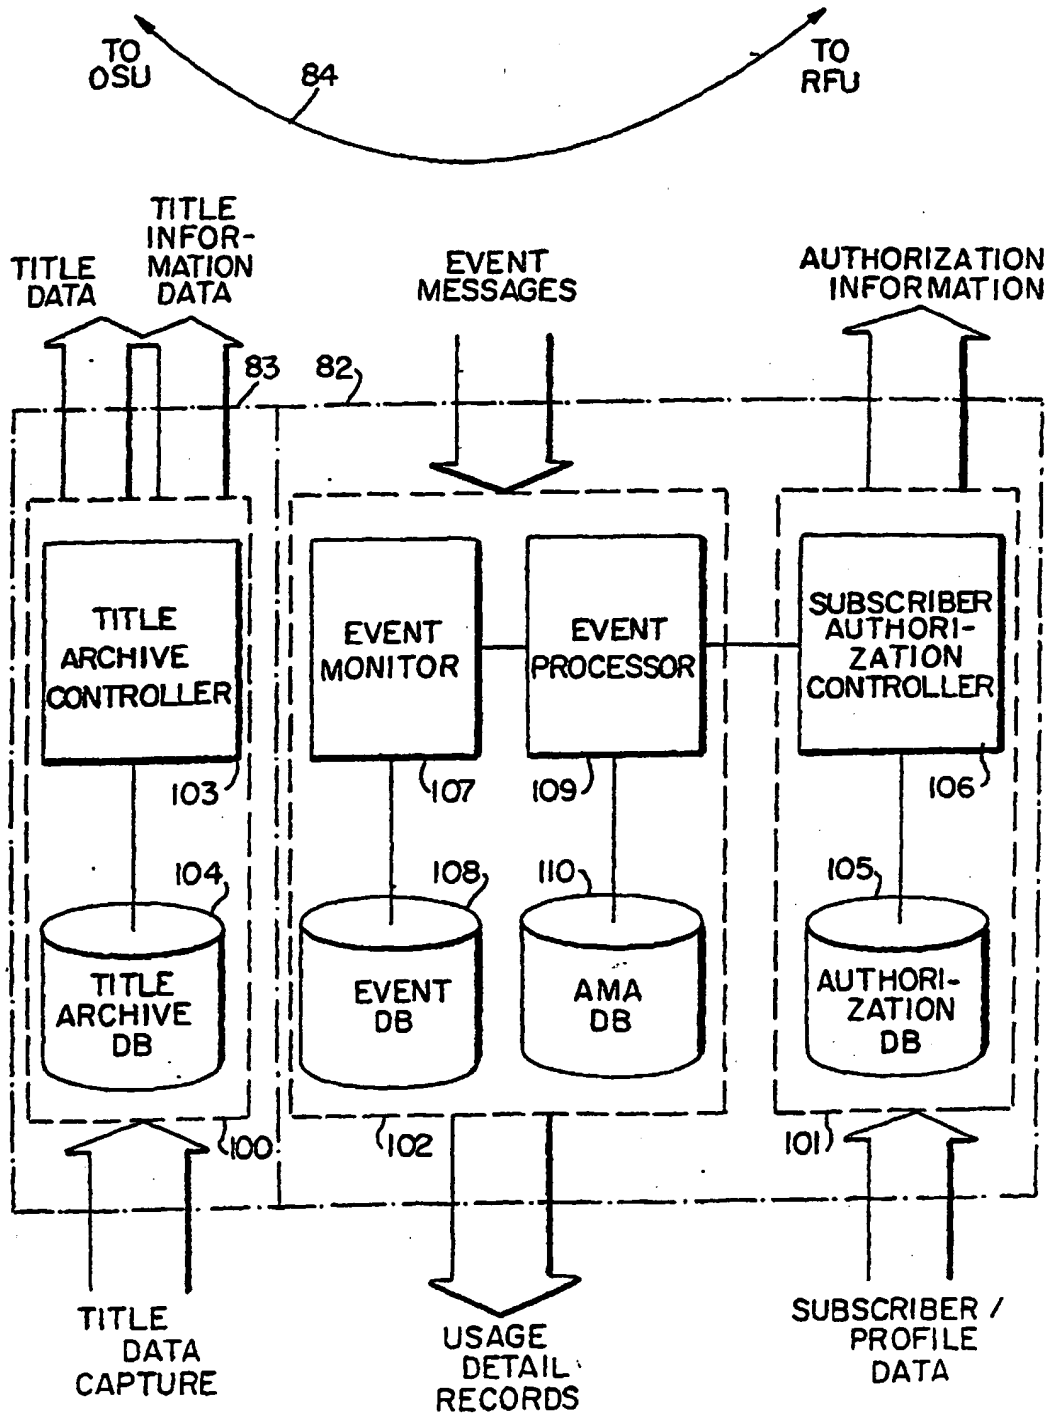 TO
OSU
84
TO
RFU
TITLE
DATA
TITLE
INFOR-
MATION
DATA
EVENT
MESSAGES
AUTHORIZATION
INFORMATION
83
82
TITLE
ARCHIVE
CONTROLLER
103
EVENT
MONITOR
107
EVENT
PROCESSOR
109
SUBSCRIBER
AUTHORI-
ZATION
CONTROLLER
106
104
TITLE
ARCHIVE
DB
108
EVENT
DB
110
AMA
DB
105
AUTHORI-
ZATION
DB
100
102
101
TITLE
DATA
CAPTURE
USAGE
DETAIL
RECORDS
SUBSCRIBER /
PROFILE
DATA